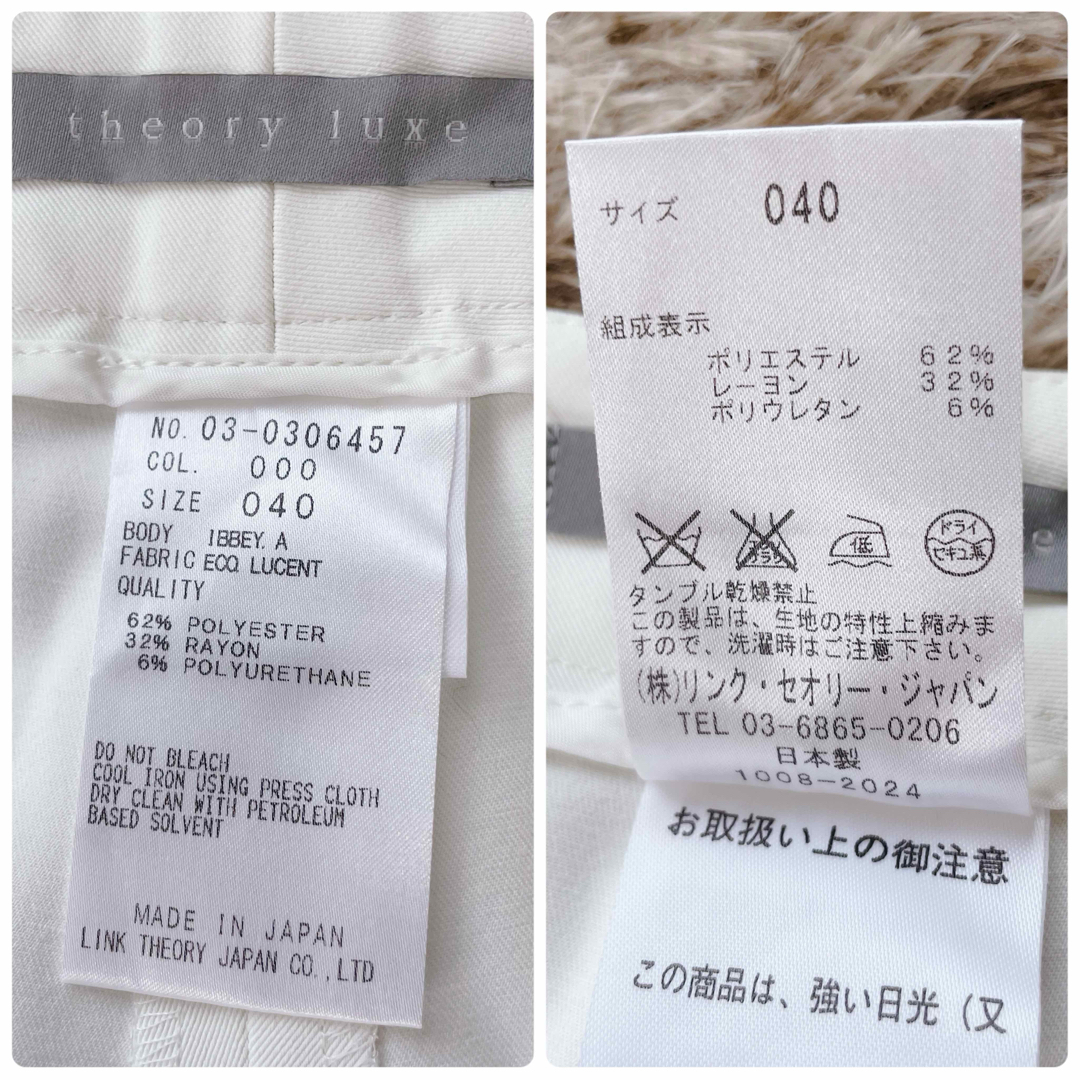 theory luxe
NO. 03-0306457
COL. 000
SIZE 040
BODY IBBEY. A
FABRIC ECO LUCENT
QUALITY
62% POLYESTER
32% RAYON
6% POLYURETHANE
DO NOT BLEACH
COOL IRON USING PRESS CLOTH
DRY CLEAN WITH PETROLEUM
BASED SOLVENT
MADE IN JAPAN
LINK THEORY JAPAN CO.,LTD
サイズ 040
組成表示
ポリエステル 62%
レーヨン 32%
ポリウレタン 6%
エンソサラシ
低
ドライ
セキユ系
タンブル乾燥禁止
この製品は、生地の特性上縮みま
すので、洗濯時はご注意下さい。
(株)リンク・セオリー・ジャパン
TEL 03-6865-0206
日本製
1008-2024
e
お取扱い上の御注意
この商品は、強い日光（又